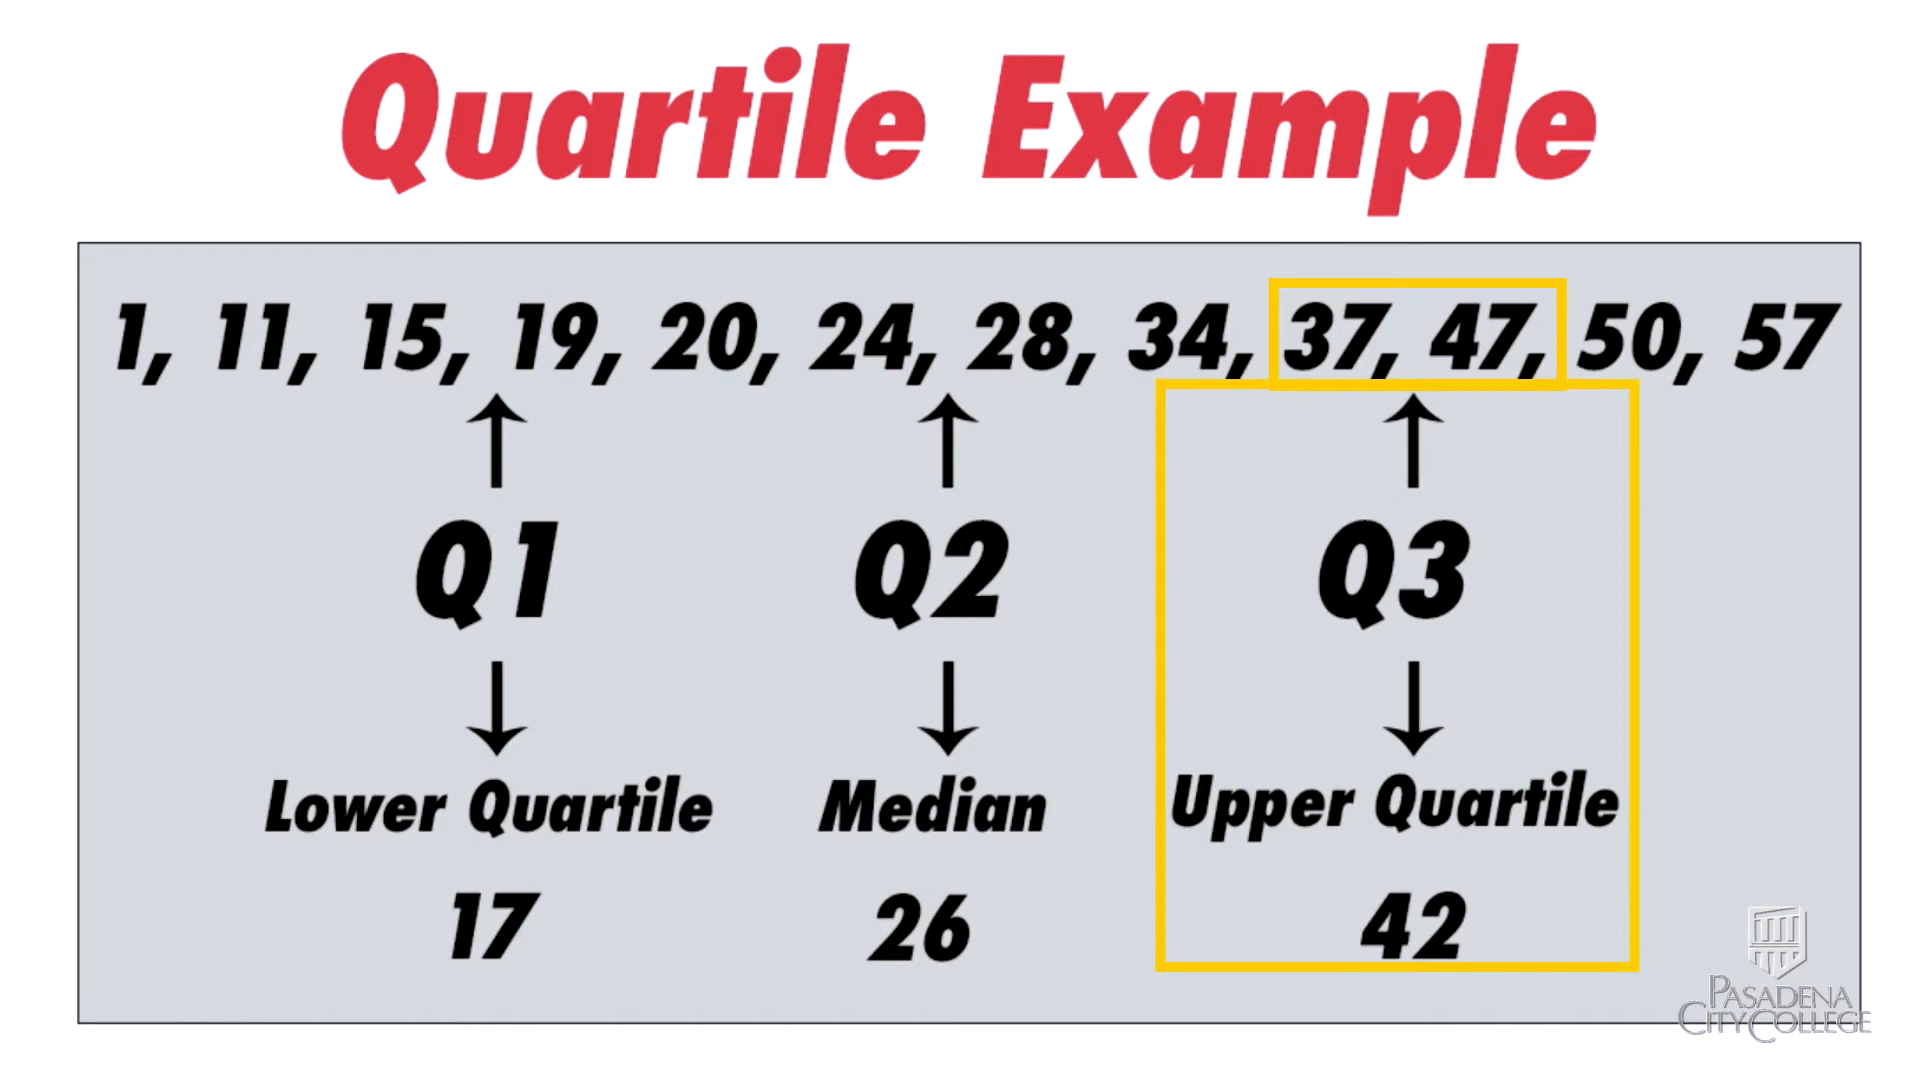 Quartile Example
1, 11, 15, 19, 20, 24, 28, 34, 37, 47, 50, 57
Q1 Q2 Q3
Lower Quartile Median Upper Quartile
17 26 42
PASADENA
CITY COLLEGE